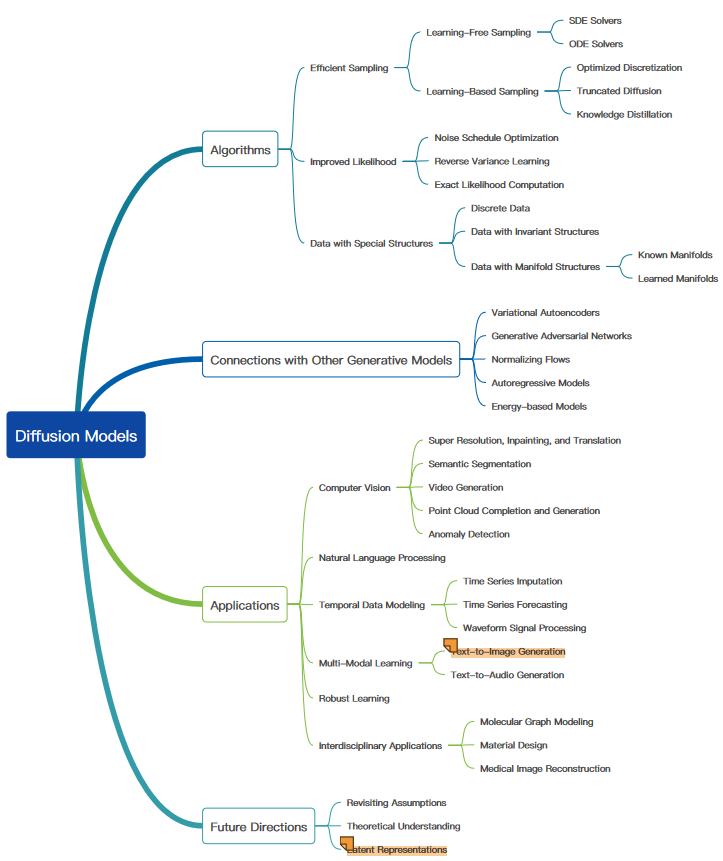 Diffusion Models
Algorithms
Efficient Sampling
Learning-Free Sampling
SDE Solvers
ODE Solvers
Learning-Based Sampling
Optimized Discretization
Truncated Diffusion
Knowledge Distillation
Improved Likelihood
Noise Schedule Optimization
Reverse Variance Learning
Exact Likelihood Computation
Data with Special Structures
Discrete Data
Data with Invariant Structures
Data with Manifold Structures
Known Manifolds
Learned Manifolds
Connections with Other Generative Models
Variational Autoencoders
Generative Adversarial Networks
Normalizing Flows
Autoregressive Models
Energy-based Models
Applications
Computer Vision
Super Resolution, Inpainting, and Translation
Semantic Segmentation
Video Generation
Point Cloud Completion and Generation
Anomaly Detection
Natural Language Processing
Temporal Data Modeling
Time Series Imputation
Time Series Forecasting
Waveform Signal Processing
Multi-Modal Learning
Text-to-Image Generation
Text-to-Audio Generation
Robust Learning
Interdisciplinary Applications
Molecular Graph Modeling
Material Design
Medical Image Reconstruction
Future Directions
Revisiting Assumptions
Theoretical Understanding
Latent Representations